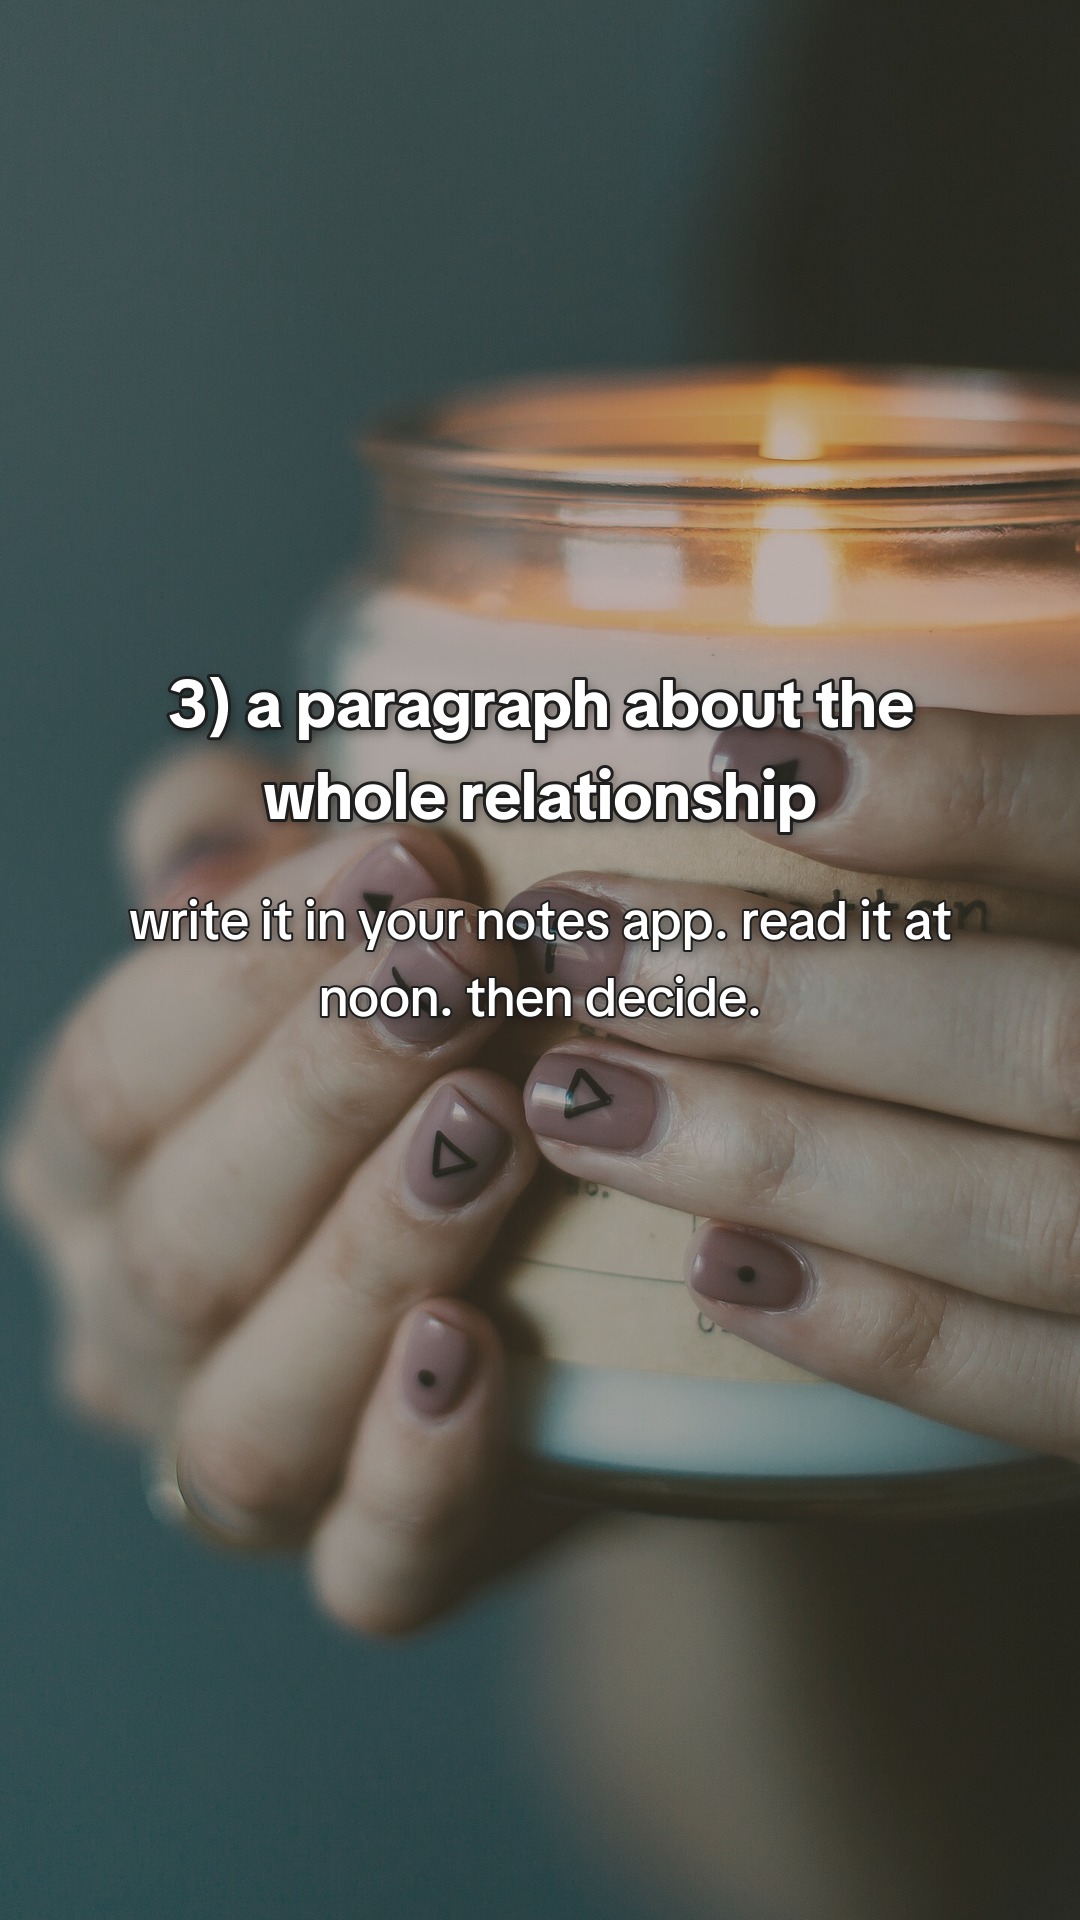 3) a paragraph about the
whole relationship
write it in your notes app. read it at
noon. then decide.